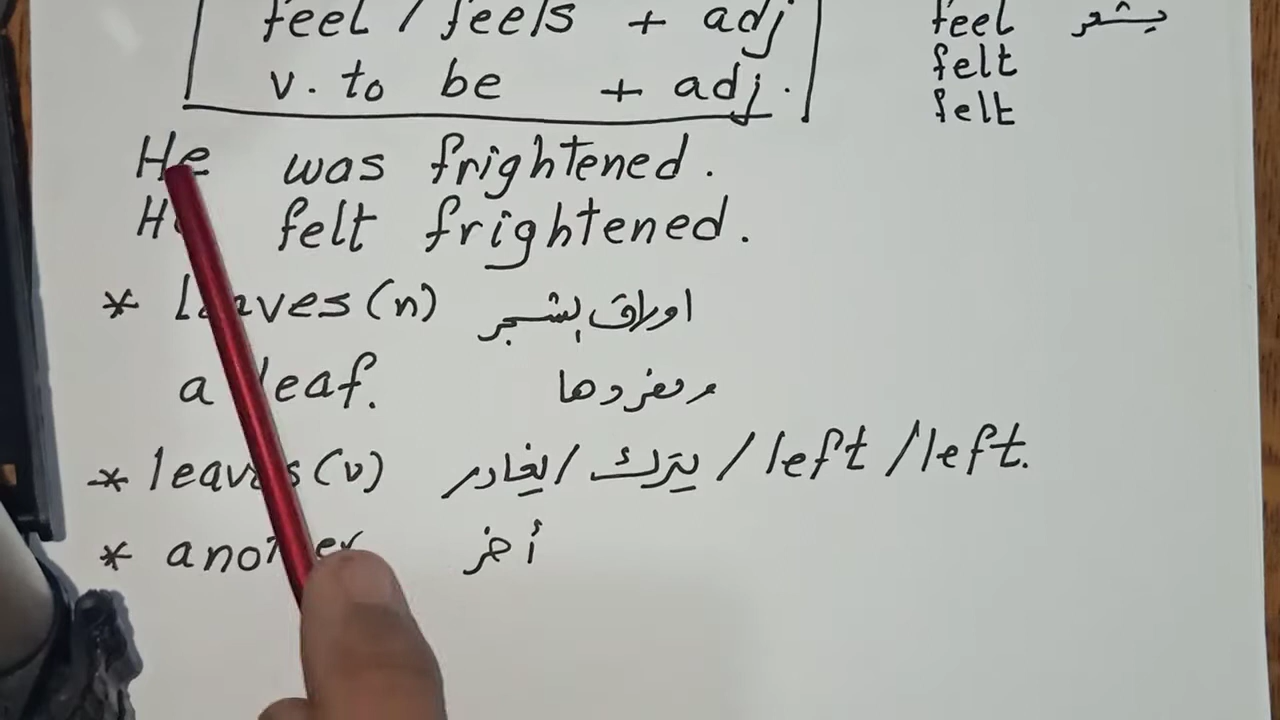 feel / feels + adj
v. to be + adj.
feel يشعر
felt
felt
He was frightened.
He felt frightened.
* leaves (n) اوراق الشجر
a leaf. مفردها
* leaves (v) يترك / يغادر / left / left.
* another أخر